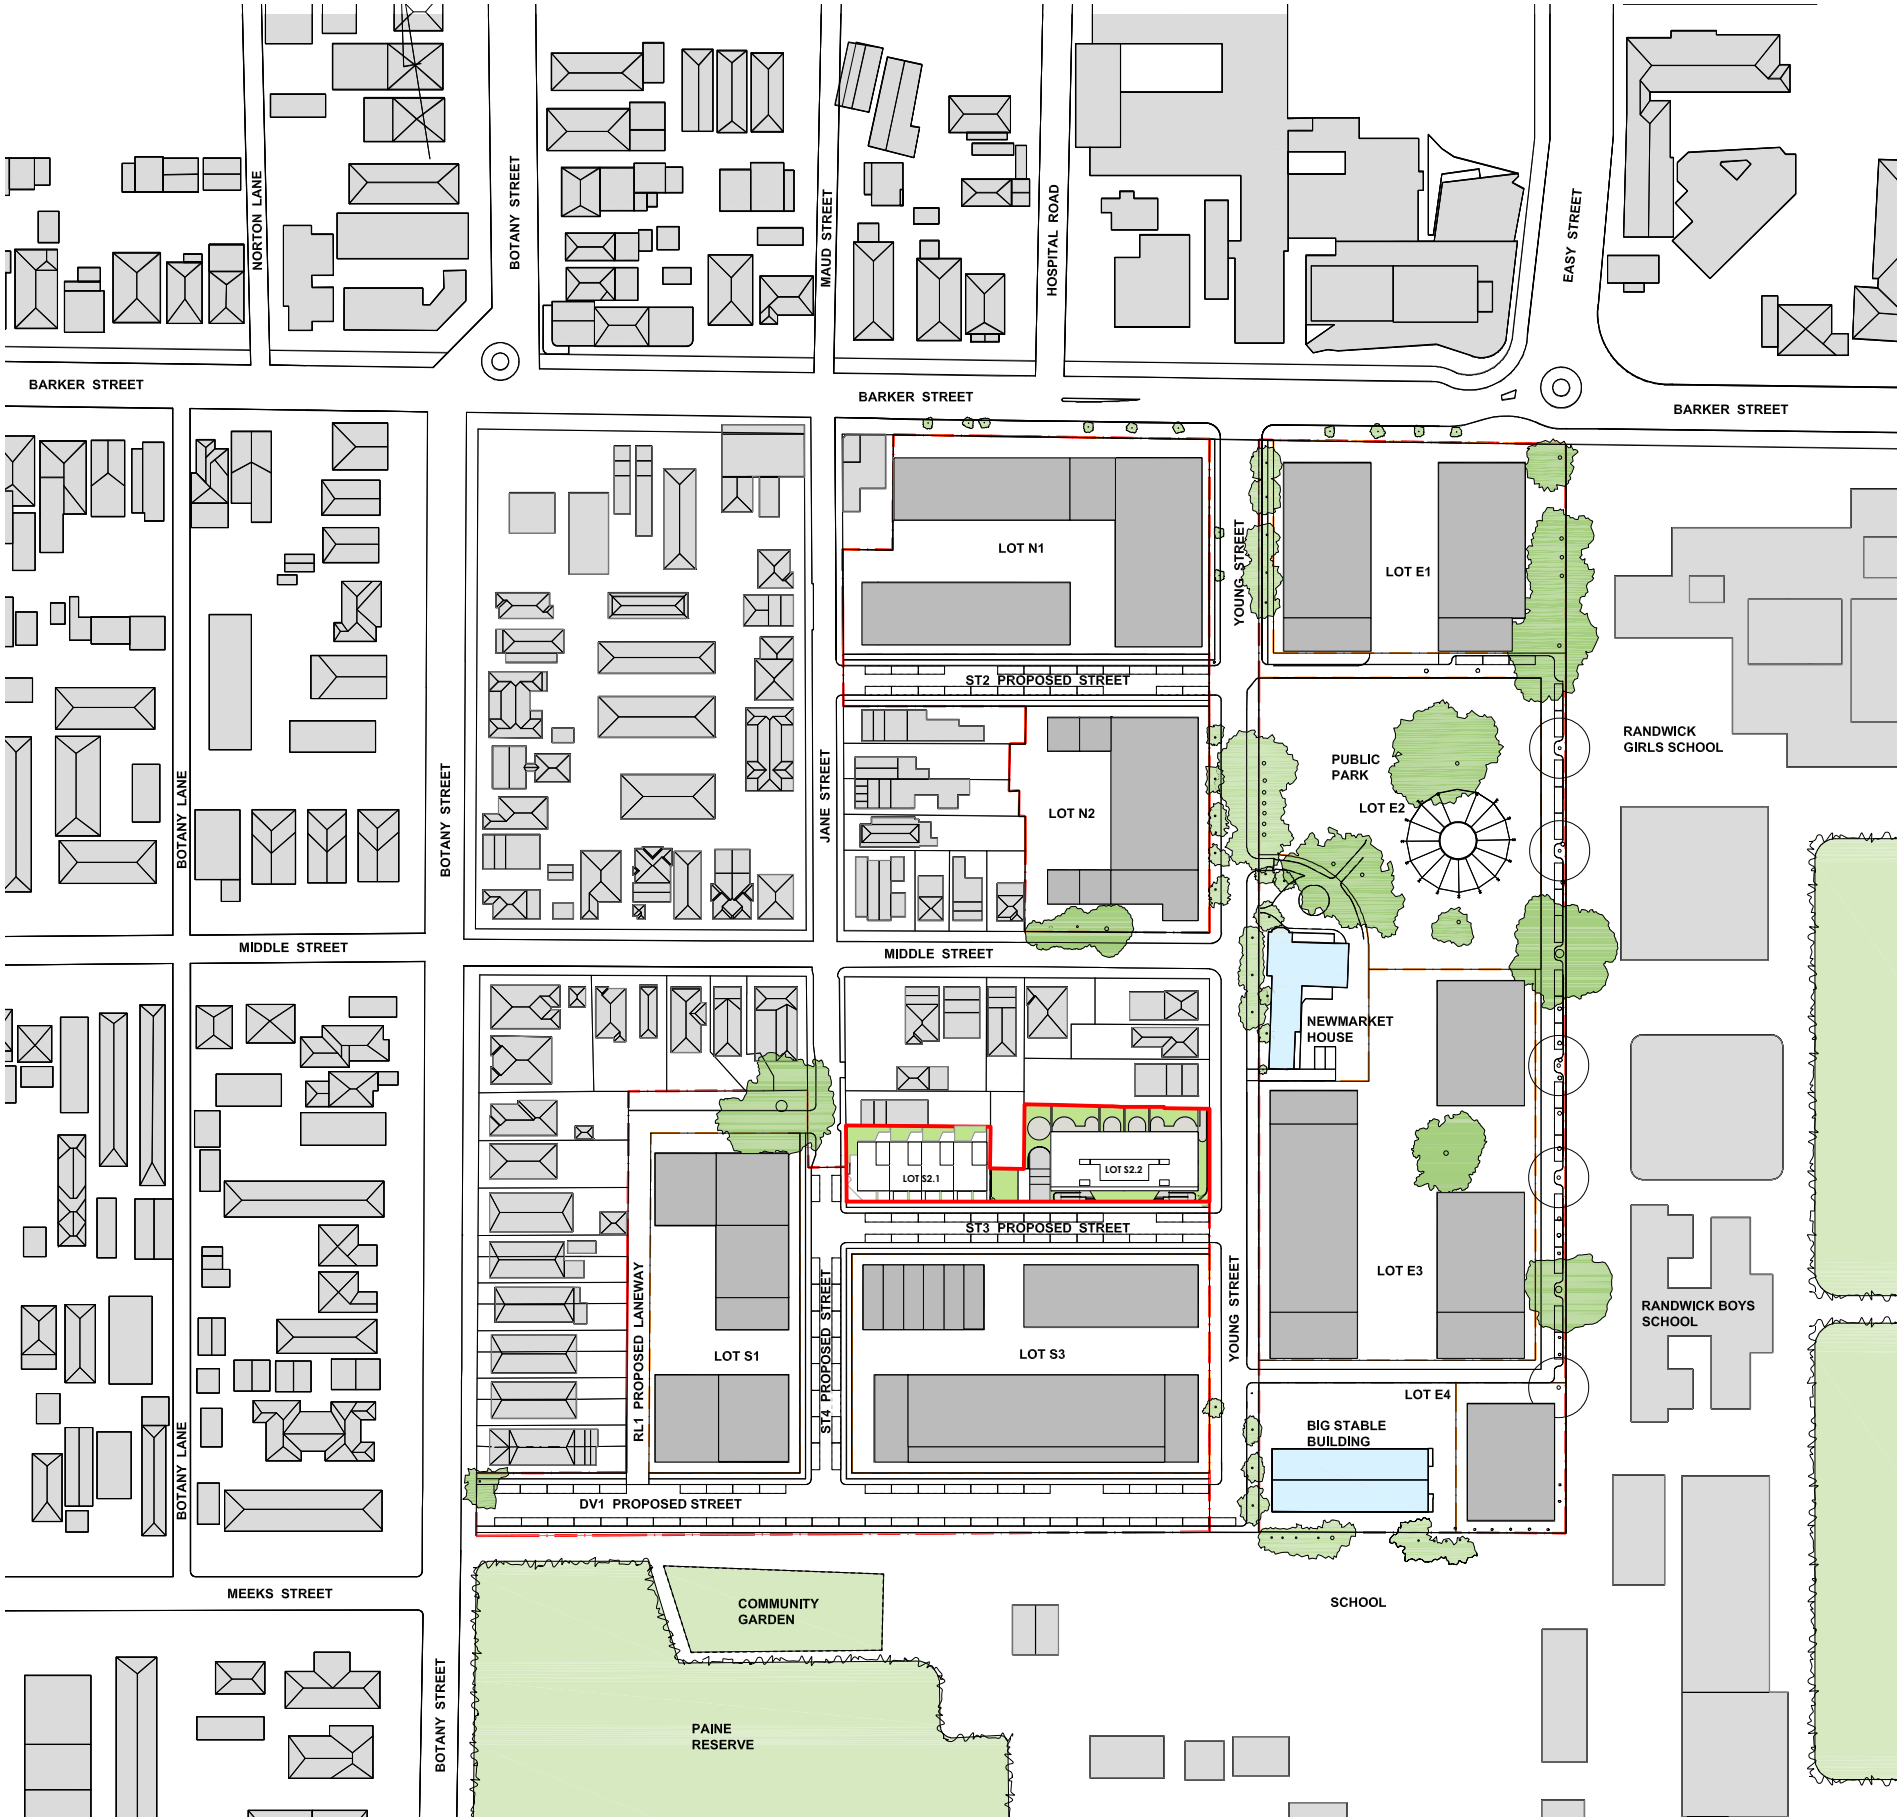 NORTON LANE
BOTANY STREET
MAUD STREET
HOSPITAL ROAD
EASY STREET
BARKER STREET
BARKER STREET
BARKER STREET
LOT N1
YOUNG STREET
LOT E1
ST2 PROPOSED STREET
RANDWICK
GIRLS SCHOOL
PUBLIC
PARK
LOT E2
BOTANY LANE
BOTANY STREET
JANE STREET
LOT N2
MIDDLE STREET
MIDDLE STREET
NEWMARKET
HOUSE
LOT S2.1
LOT S2.2
ST3 PROPOSED STREET
RL1 PROPOSED LANEWAY
ST4 PROPOSED STREET
YOUNG STREET
LOT E3
RANDWICK BOYS
SCHOOL
LOT S1
LOT S3
LOT E4
BIG STABLE
BUILDING
BOTANY LANE
DV1 PROPOSED STREET
MEEKS STREET
COMMUNITY
GARDEN
SCHOOL
BOTANY STREET
PAINE
RESERVE